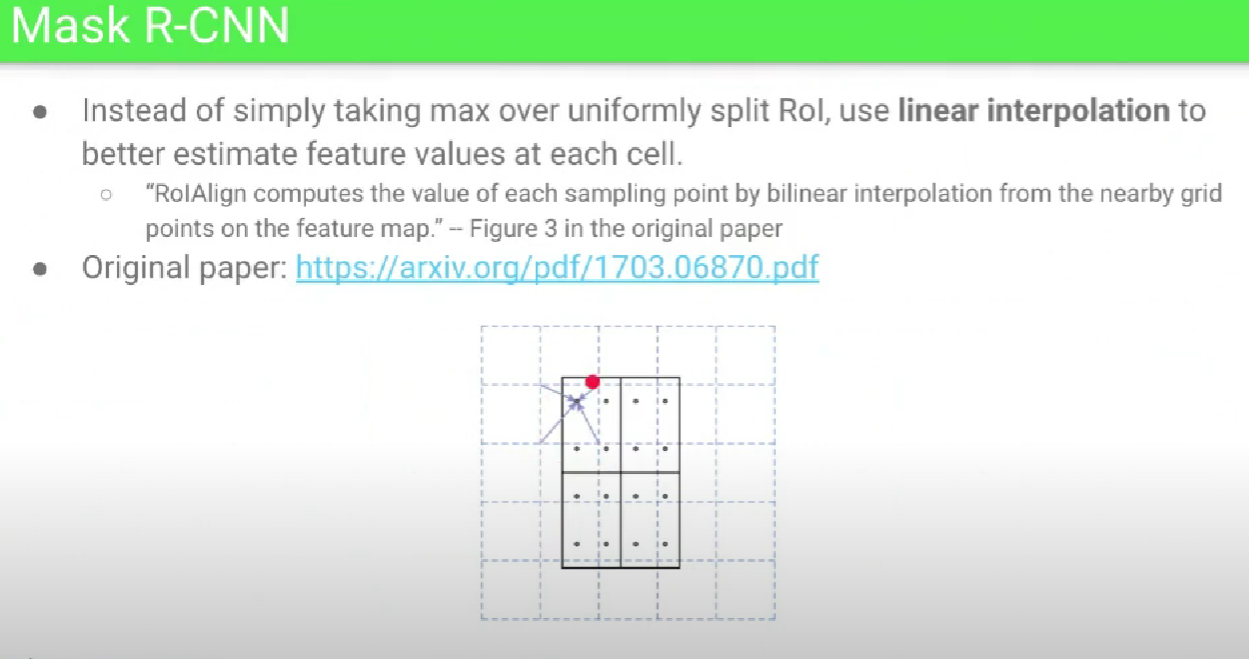 Mask R-CNN
● Instead of simply taking max over uniformly split RoI, use linear interpolation to
better estimate feature values at each cell.
○ “RoIAlign computes the value of each sampling point by bilinear interpolation from the nearby grid
points on the feature map.” -- Figure 3 in the original paper
● Original paper: https://arxiv.org/pdf/1703.06870.pdf